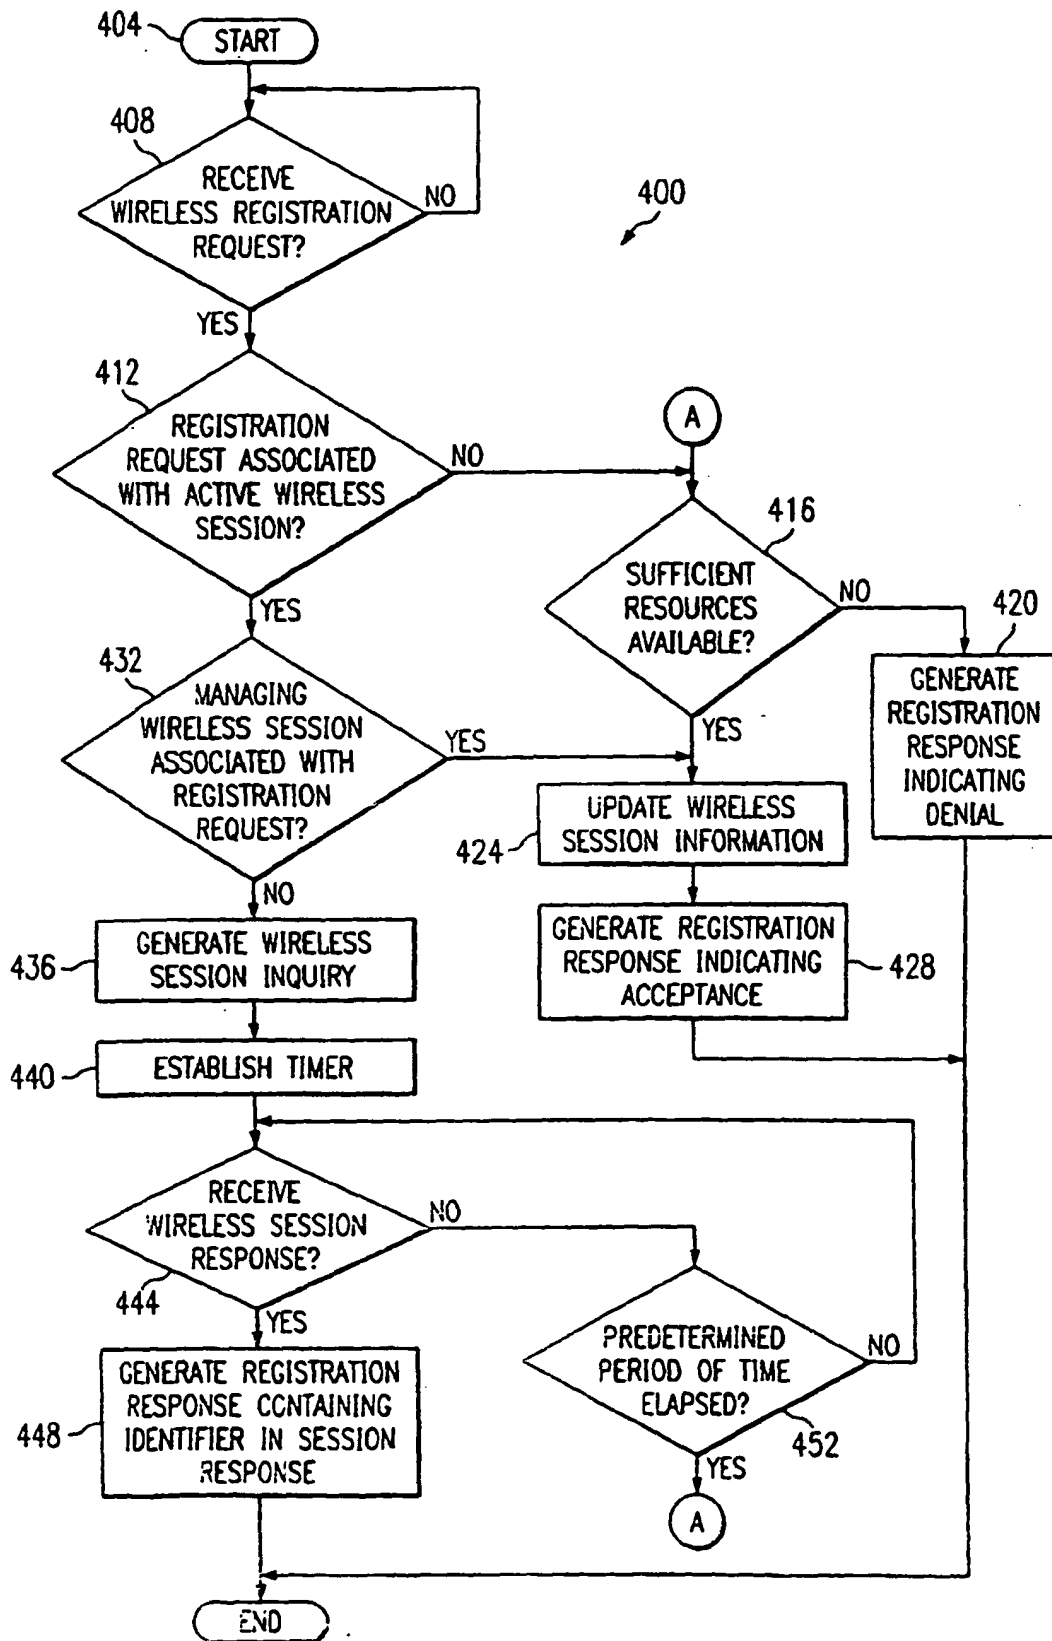 404
START
408
RECEIVE
WIRELESS REGISTRATION
REQUEST?
NO
400
YES
412
REGISTRATION
REQUEST ASSOCIATED
WITH ACTIVE WIRELESS
SESSION?
NO
A
YES
416
SUFFICIENT
RESOURCES
AVAILABLE?
NO
YES
420
GENERATE
REGISTRATION
RESPONSE
INDICATING
DENIAL
432
MANAGING
WIRELESS SESSION
ASSOCIATED WITH
REGISTRATION
REQUEST?
YES
NO
UPDATE WIRELESS
SESSION INFORMATION
424
GENERATE REGISTRATION
RESPONSE INDICATING
ACCEPTANCE
428
GENERATE WIRELESS
SESSION INQUIRY
436
ESTABLISH TIMER
440
RECEIVE
WIRELESS SESSION
RESPONSE?
444
NO
YES
PREDETERMINED
PERIOD OF TIME
ELAPSED?
NO
452
YES
A
GENERATE REGISTRATION
RESPONSE CONTAINING
IDENTIFIER IN SESSION
RESPONSE
448
END